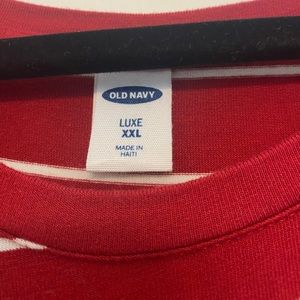 OLD NAVY
LUXE
XXL
MADE IN
HAITI